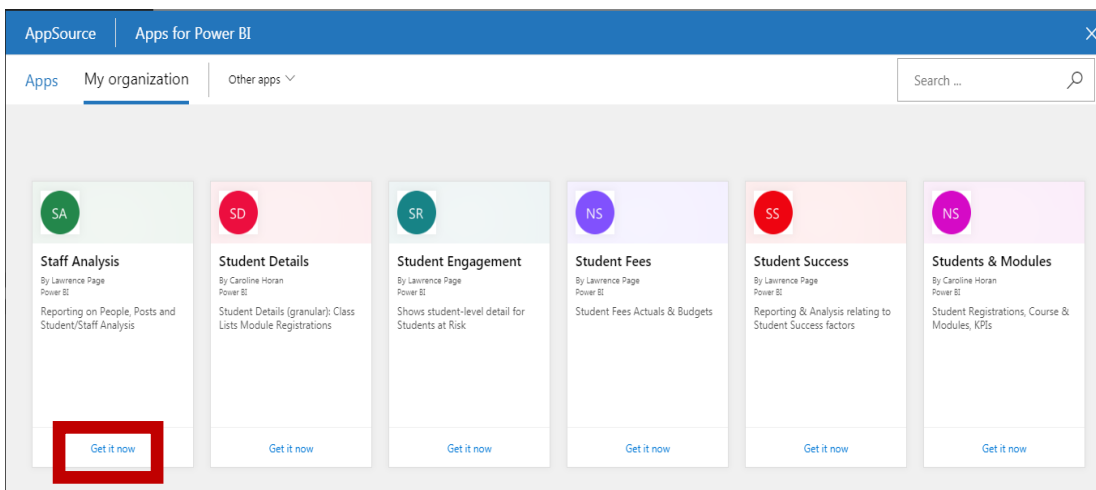 AppSource Apps for Power BI
Apps My organization Other apps
Search ...
SA
Staff Analysis
By Lawrence Page
Power BI
Reporting on People, Posts and
Student/Staff Analysis
Get it now
SD
Student Details
By Caroline Horan
Power BI
Student Details (granular): Class
Lists Module Registrations
Get it now
SR
Student Engagement
By Lawrence Page
Power BI
Shows student-level detail for
Students at Risk
Get it now
NS
Student Fees
By Lawrence Page
Power BI
Student Fees Actuals & Budgets
Get it now
SS
Student Success
By Lawrence Page
Power BI
Reporting & Analysis relating to
Student Success factors
Get it now
NS
Students & Modules
By Caroline Horan
Power BI
Student Registrations, Course &
Modules, KPIs
Get it now